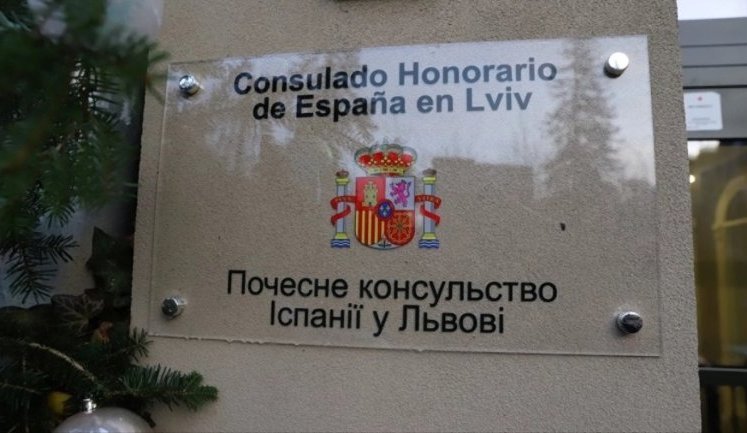 Consulado Honorario
de España en Lviv
Почесне консульство
Іспанії у Львові